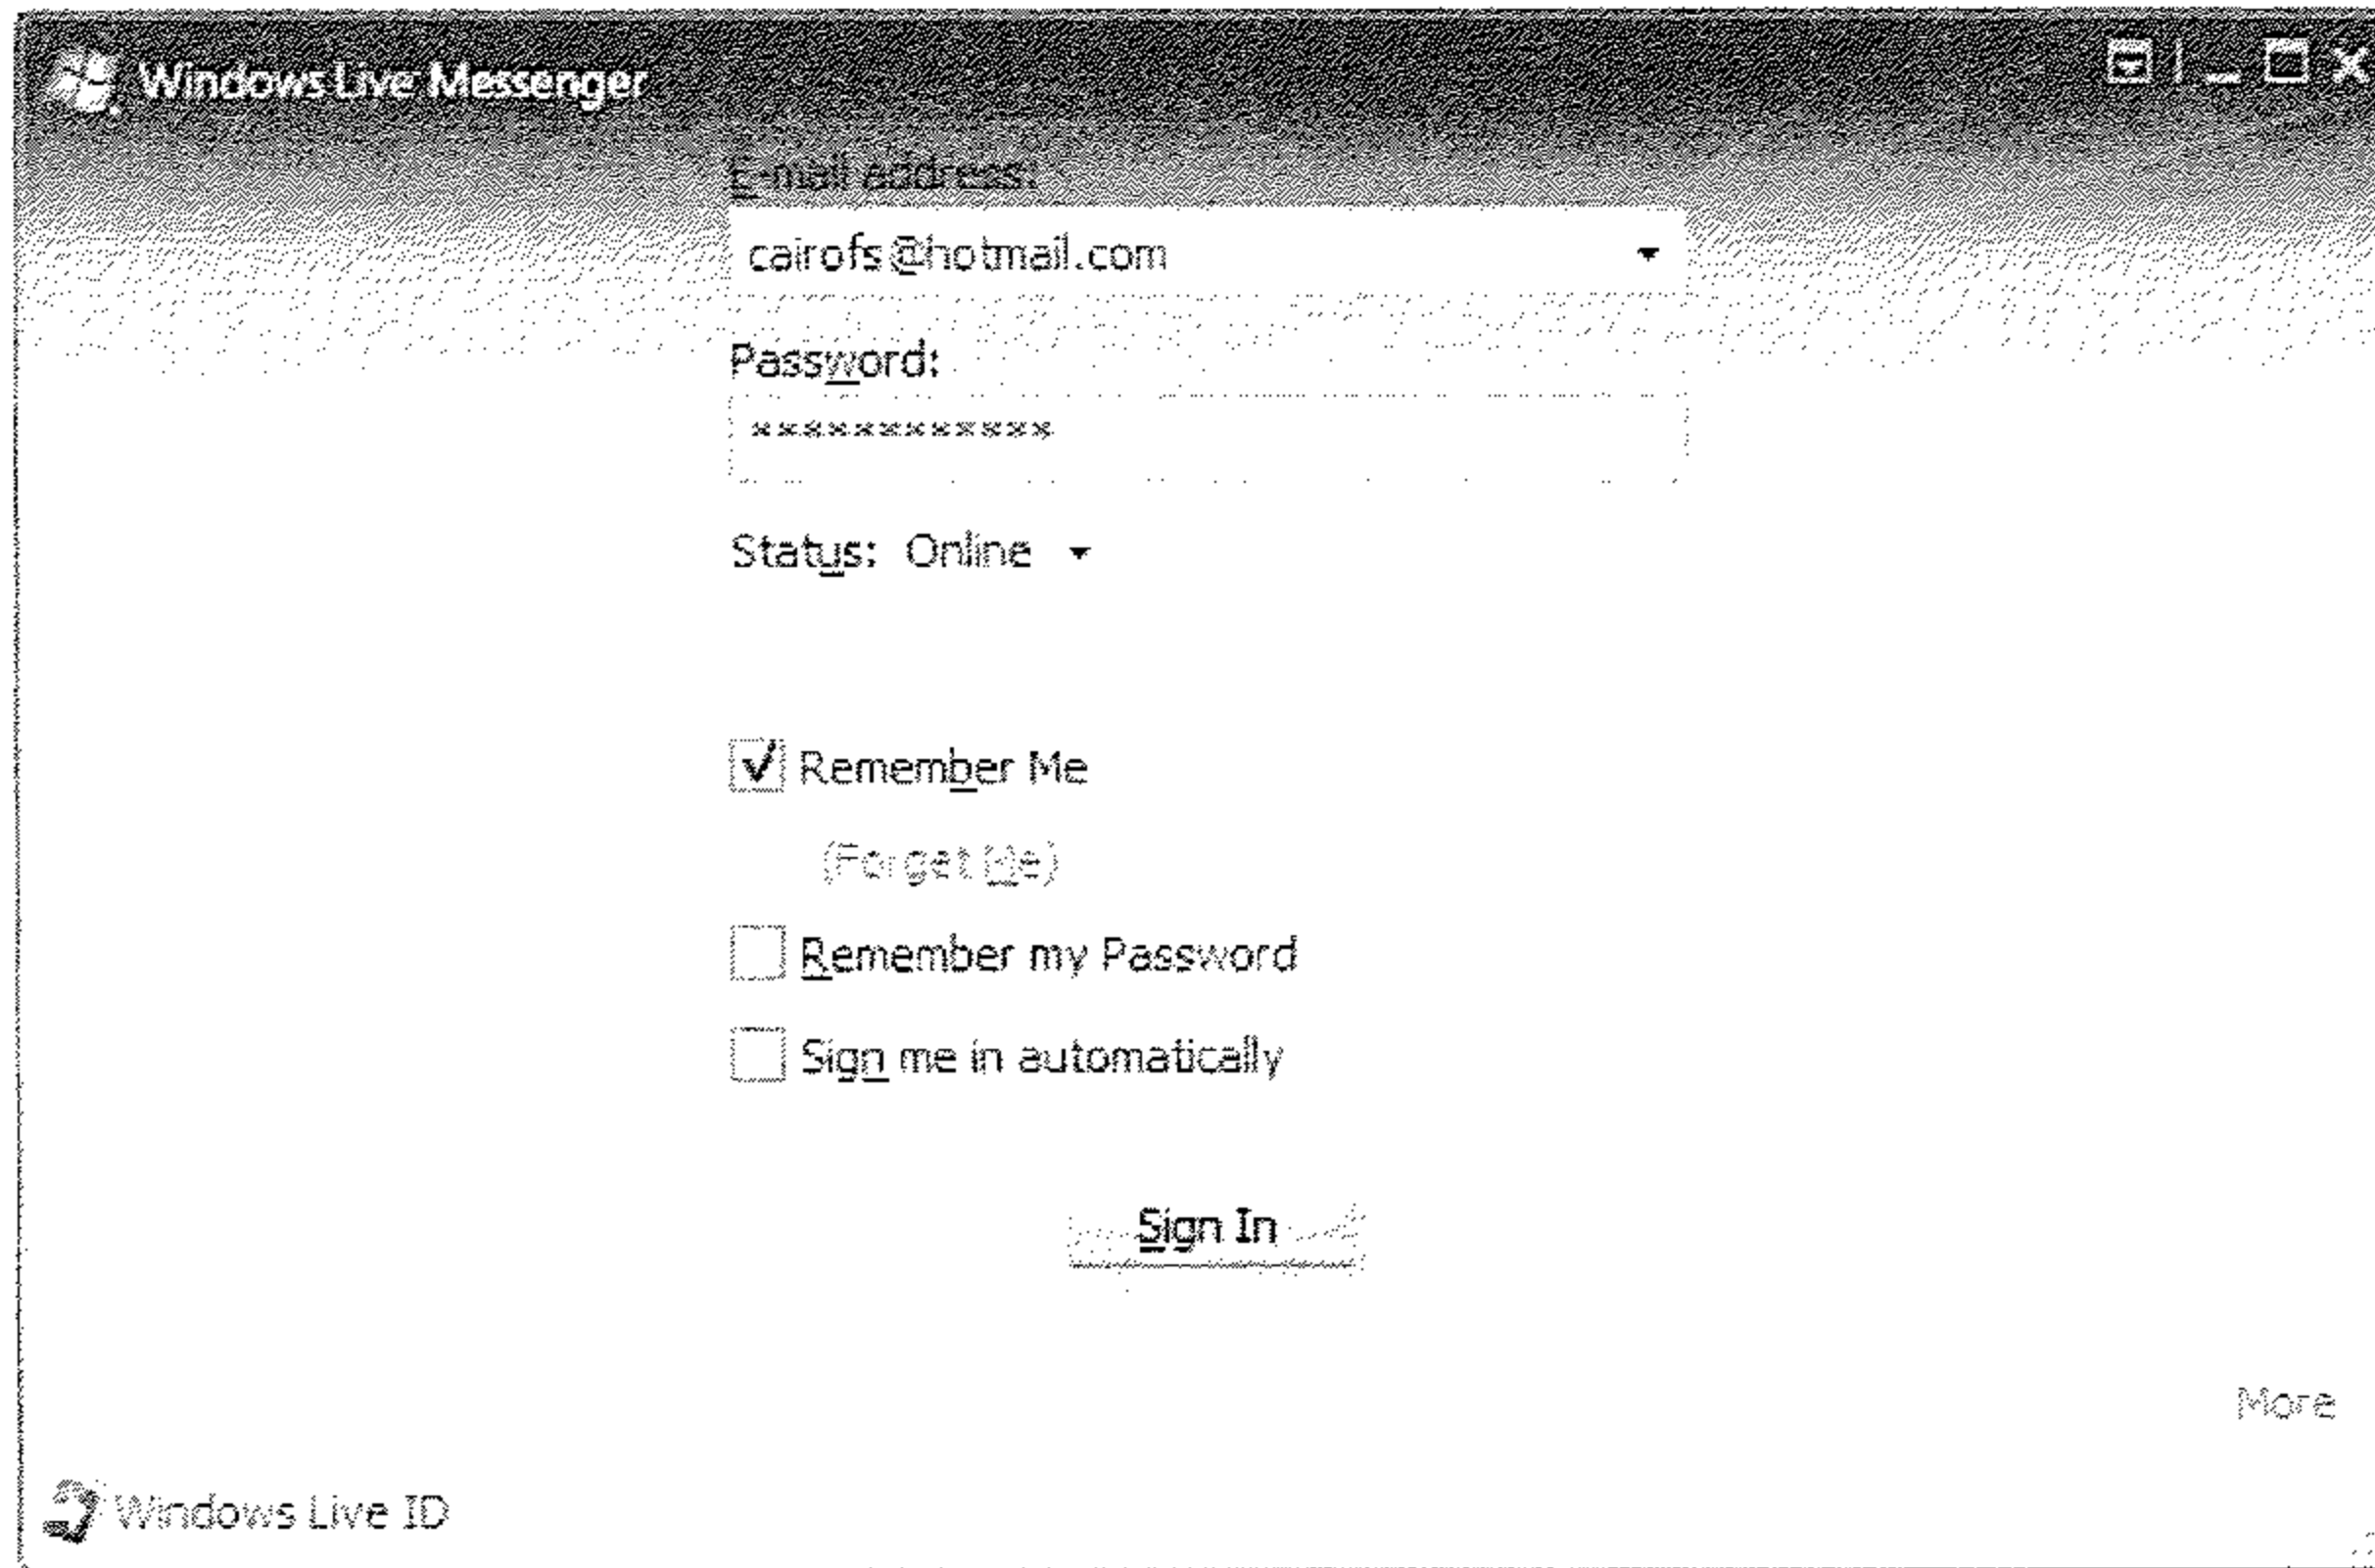 Windows Live Messenger
E-mail address:
cairofs@hotmail.com
Password:
************
Status: Online
Remember Me
(Forget Me)
Remember my Password
Sign me in automatically
Sign In
More
Windows Live ID